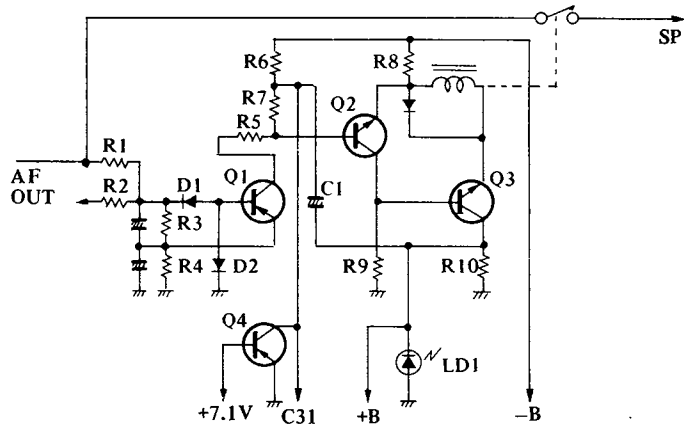 SP
R6
R8
R7
Q2
R5
R1
AF
OUT
R2
D1
Q1
C1
Q3
R3
R4
D2
R9
R10
Q4
LD1
+7.1V
C31
+B
−B